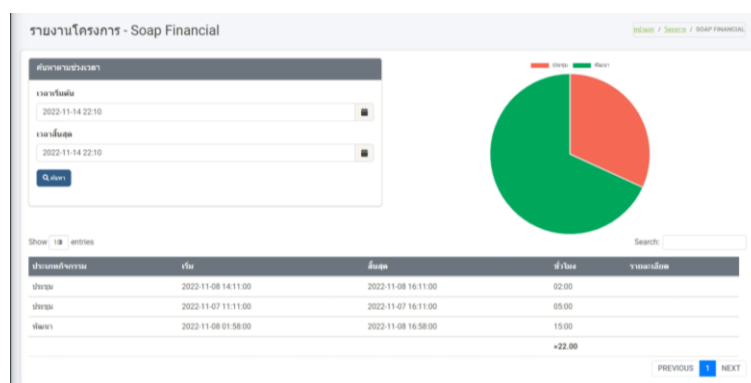 รายงานโครงการ - Soap Financial
หน้าแรก / โครงการ / SOAP FINANCIAL
ค้นหาตามช่วงเวลา
เวลาเริ่มต้น
2022-11-14 22:10
เวลาสิ้นสุด
2022-11-14 22:10
ค้นหา
ประชุม พัฒนา
Show 10 entries
Search:
ประเภทกิจกรรม เริ่ม สิ้นสุด ชั่วโมง รายละเอียด
ประชุม 2022-11-08 14:11:00 2022-11-08 16:11:00 02:00
ประชุม 2022-11-07 11:11:00 2022-11-07 16:11:00 05:00
พัฒนา 2022-11-08 01:58:00 2022-11-08 16:58:00 15:00
=22.00
PREVIOUS 1 NEXT